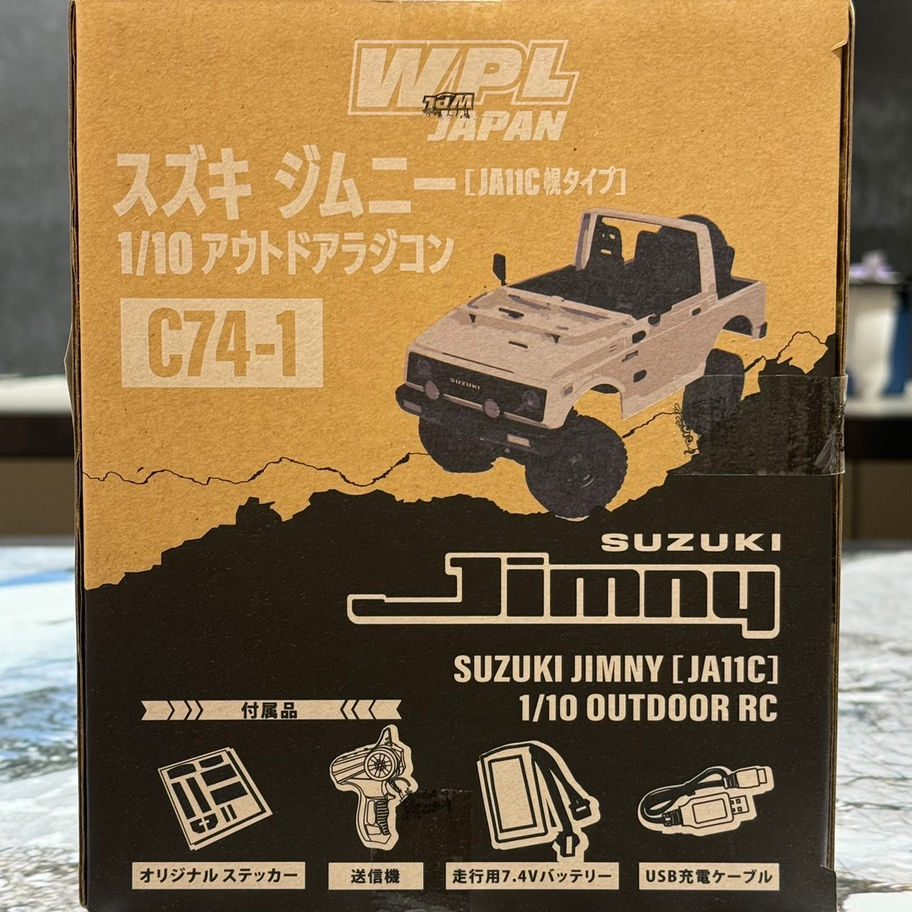 WPL
WPL
JAPAN
スズキ ジムニー [JA11C 幌タイプ]
1/10 アウトドアラジコン
C74-1
SUZUKI
SUZUKI
Jimny
SUZUKI JIMNY [JA11C]
1/10 OUTDOOR RC
付属品
オリジナル ステッカー
送信機
走行用7.4Vバッテリー
USB充電ケーブル